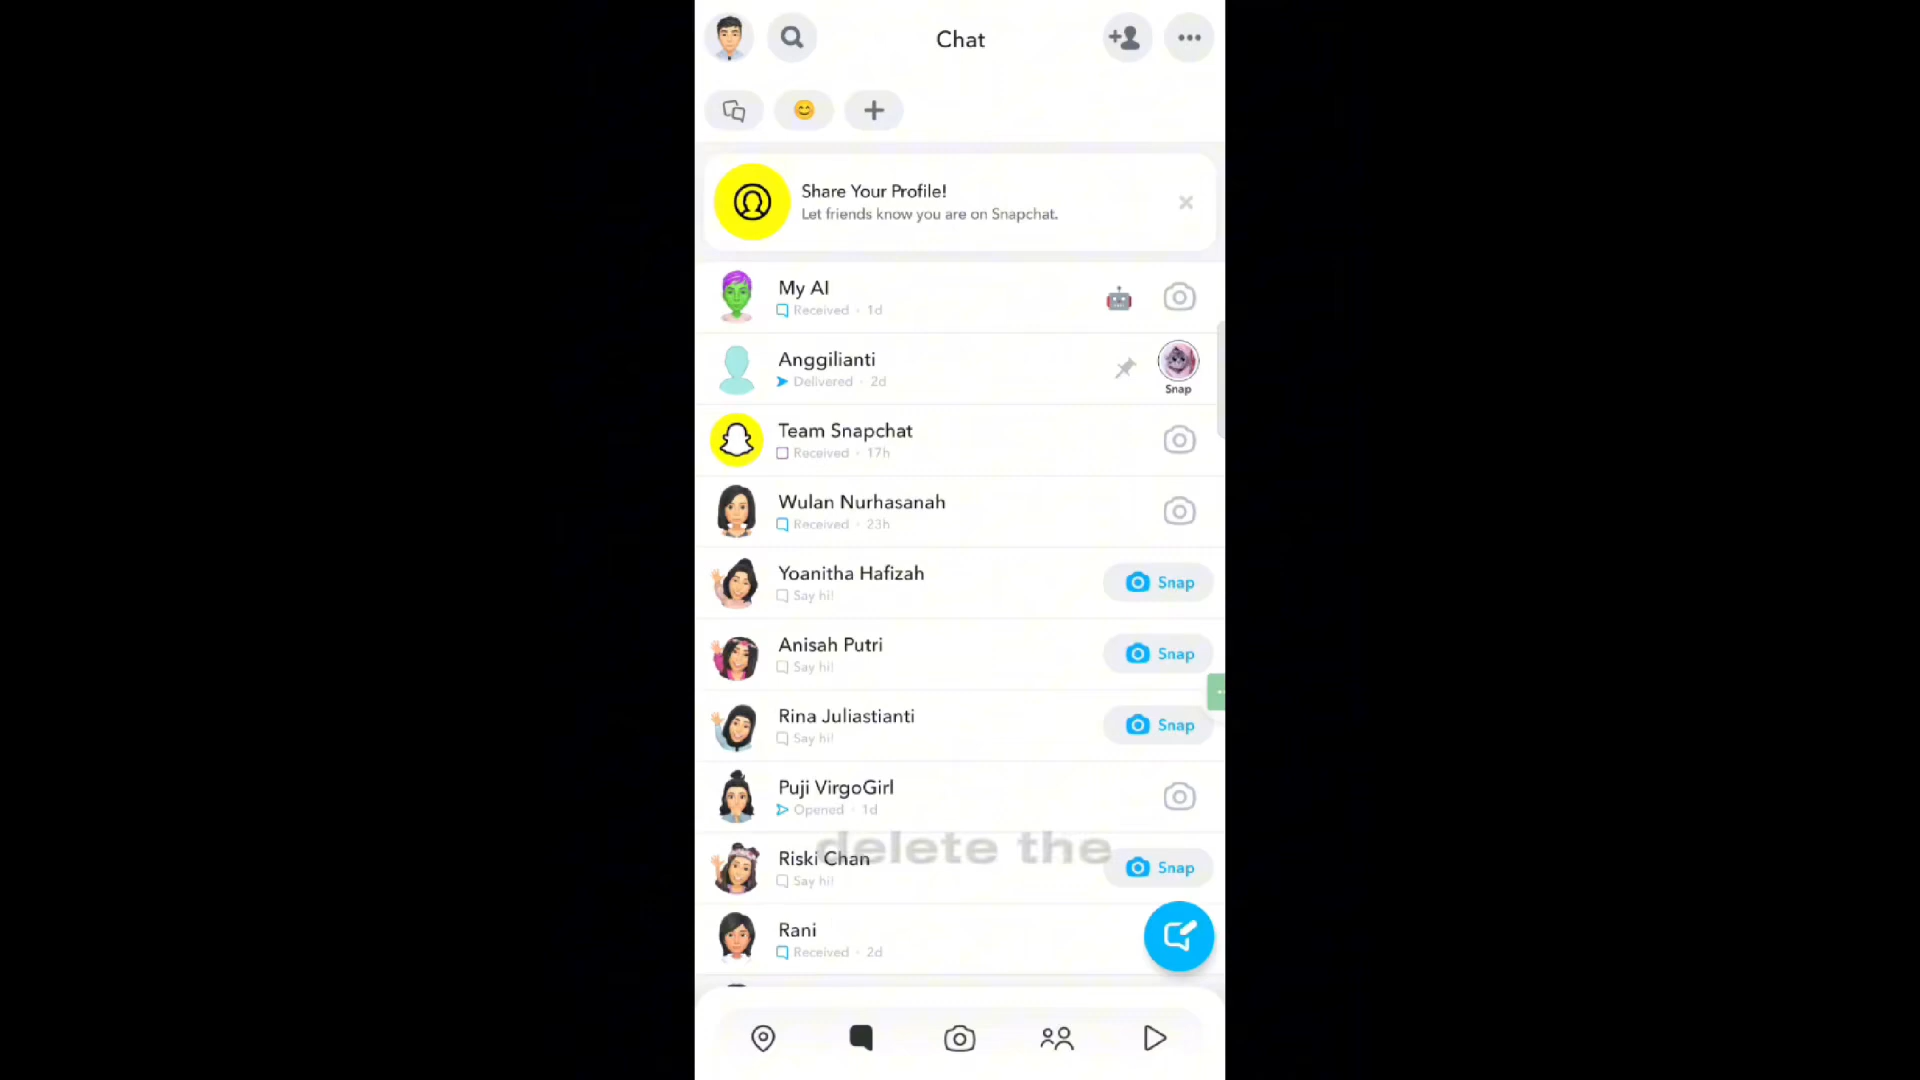 Chat
Share Your Profile!
Let friends know you are on Snapchat.
My AI
Received · 1d
Anggilianti
Delivered · 2d
Snap
Team Snapchat
Received · 17h
Wulan Nurhasanah
Received · 23h
Yoanitha Hafizah
Say hi!
Snap
Anisah Putri
Say hi!
Snap
Rina Juliastianti
Say hi!
Snap
Puji VirgoGirl
Opened · 1d
delete the
Riski Chan
Say hi!
Snap
Rani
Received · 2d